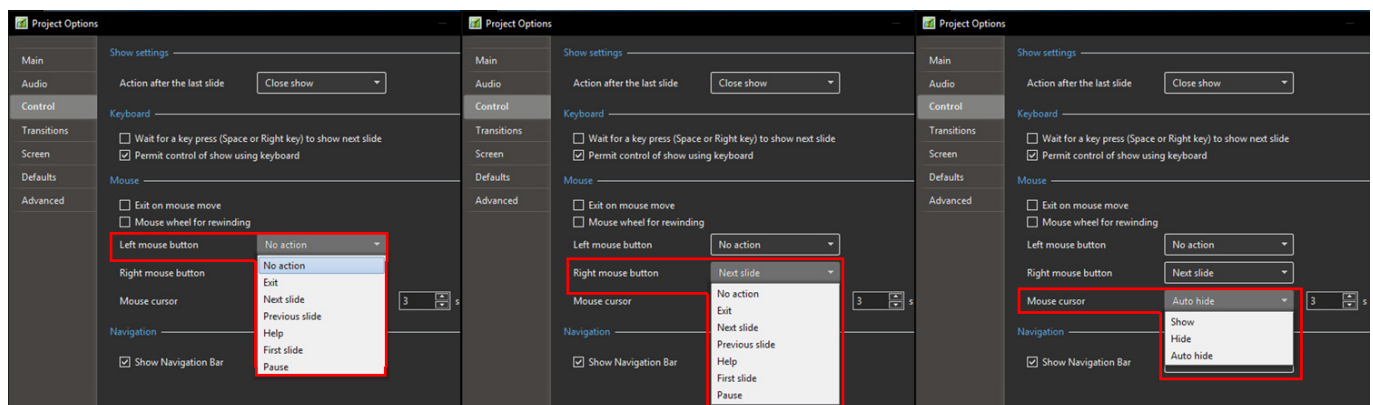 Project Options
Main
Audio
Control
Transitions
Screen
Defaults
Advanced
Show settings
Action after the last slide Close show
Keyboard
Wait for a key press (Space or Right key) to show next slide
Permit control of show using keyboard
Mouse
Exit on mouse move
Mouse wheel for rewinding
Left mouse button No action
No action
Exit
Next slide
Previous slide
Help
First slide
Pause
Right mouse button
Mouse cursor 3 s
Navigation
Show Navigation Bar
Project Options
Main
Audio
Control
Transitions
Screen
Defaults
Advanced
Show settings
Action after the last slide Close show
Keyboard
Wait for a key press (Space or Right key) to show next slide
Permit control of show using keyboard
Mouse
Exit on mouse move
Mouse wheel for rewinding
Left mouse button No action
Right mouse button Next slide
No action
Exit
Next slide
Previous slide
Help
First slide
Pause
Mouse cursor 3 s
Navigation
Show Navigation Bar
Project Options
Main
Audio
Control
Transitions
Screen
Defaults
Advanced
Show settings
Action after the last slide Close show
Keyboard
Wait for a key press (Space or Right key) to show next slide
Permit control of show using keyboard
Mouse
Exit on mouse move
Mouse wheel for rewinding
Left mouse button No action
Right mouse button Next slide
Mouse cursor Auto hide 3 s
Show
Hide
Auto hide
Navigation
Show Navigation Bar